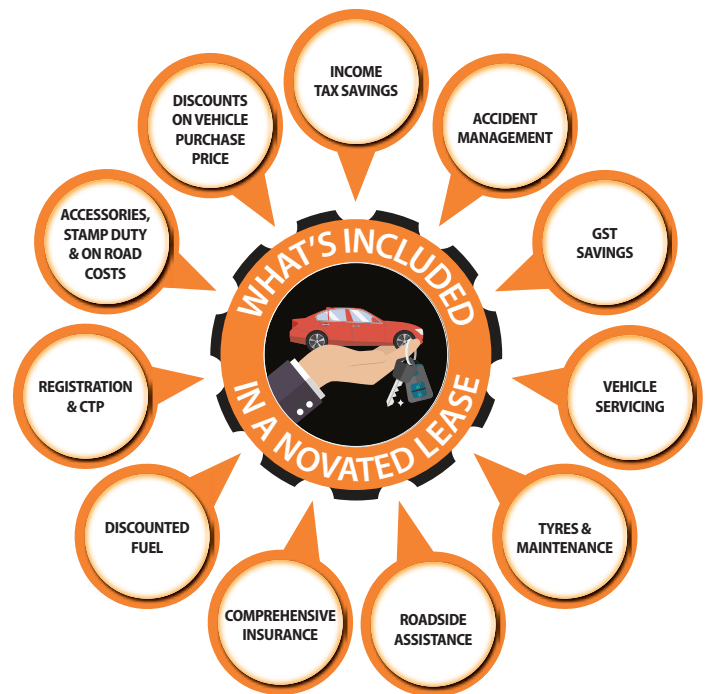 WHAT'S INCLUDED
IN A NOVATED LEASE
INCOME
TAX SAVINGS
ACCIDENT
MANAGEMENT
GST
SAVINGS
VEHICLE
SERVICING
TYRES &
MAINTENANCE
ROADSIDE
ASSISTANCE
COMPREHENSIVE
INSURANCE
DISCOUNTED
FUEL
REGISTRATION
& CTP
ACCESSORIES,
STAMP DUTY
& ON ROAD
COSTS
DISCOUNTS
ON VEHICLE
PURCHASE
PRICE